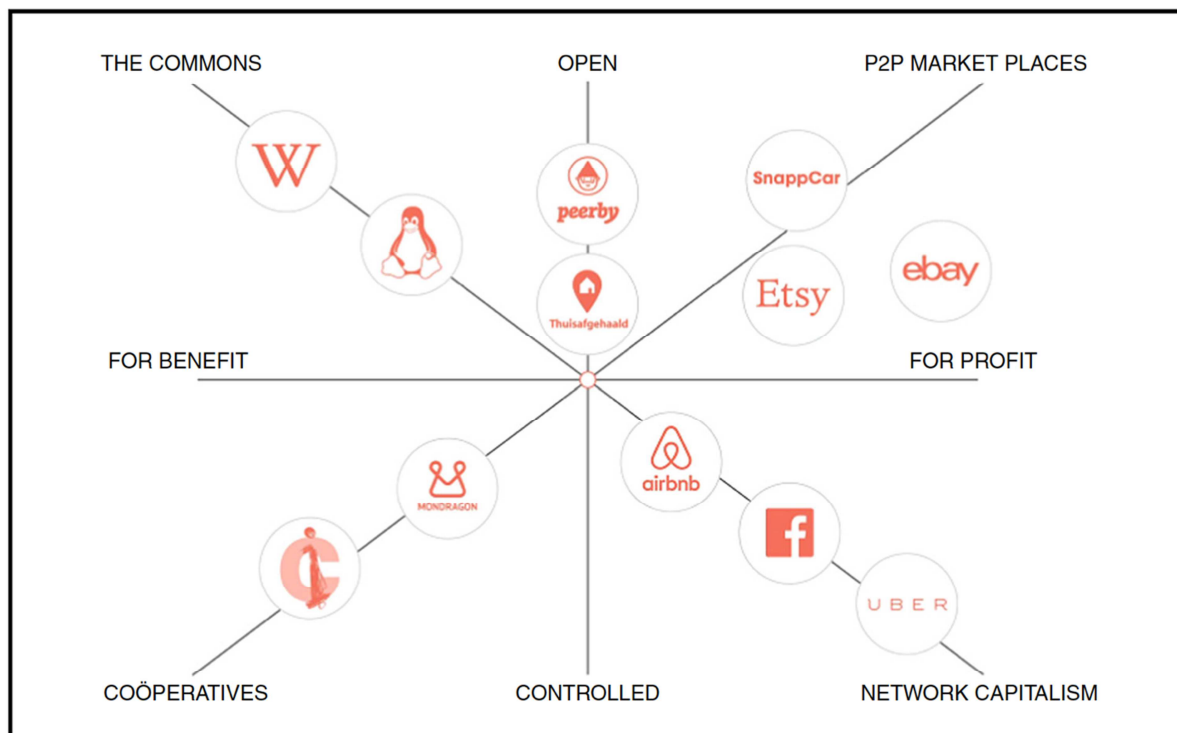 THE COMMONS
OPEN
P2P MARKET PLACES
W
peerby
SnappCar
Etsy
ebay
Thuisafgehaald
FOR BENEFIT
FOR PROFIT
MONDRAGON
airbnb
f
C
UBER
COÖPERATIVES
CONTROLLED
NETWORK CAPITALISM